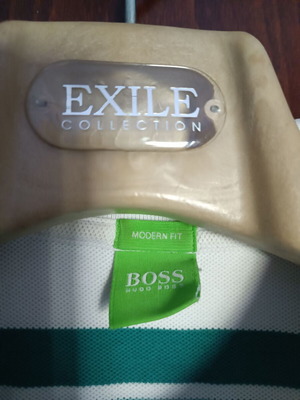 EXILE
COLLECTION
MODERN FIT
BOSS
HUGO BOSS